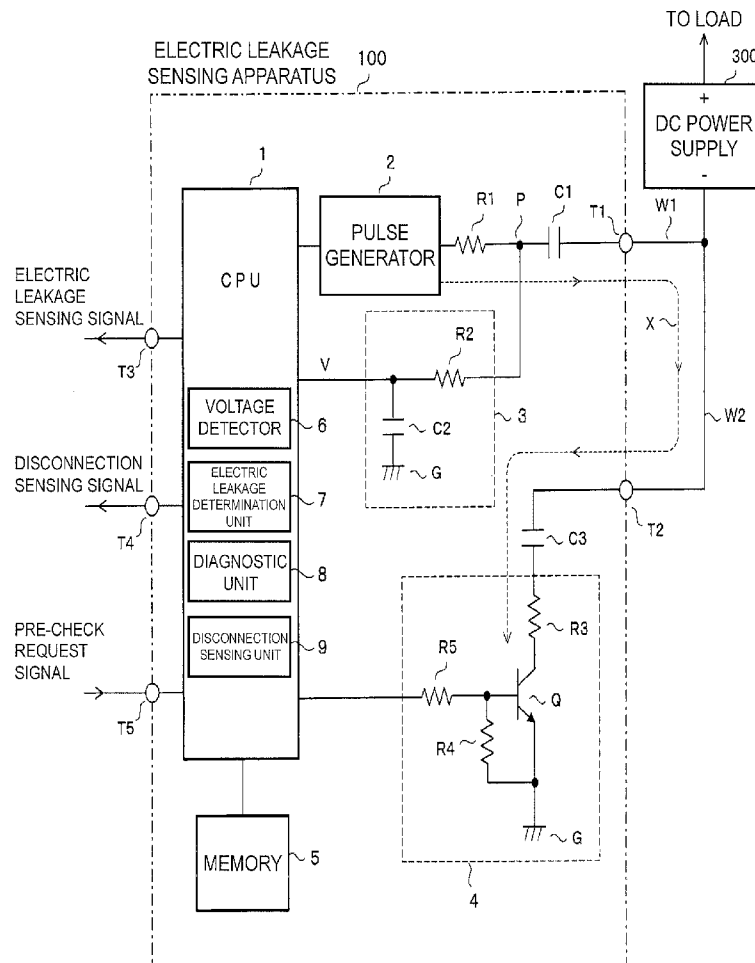 TO LOAD
300
ELECTRIC LEAKAGE
SENSING APPARATUS
100
+
DC POWER
SUPPLY
-
1
2
R1
P
C1
T1
W1
PULSE
GENERATOR
CPU
ELECTRIC
LEAKAGE
SENSING SIGNAL
T3
X
R2
V
3
C2
G
W2
VOLTAGE
DETECTOR
6
DISCONNECTION
SENSING SIGNAL
T4
ELECTRIC
LEAKAGE
DETERMINATION
UNIT
7
T2
C3
DIAGNOSTIC
UNIT
8
PRE-CHECK
REQUEST
SIGNAL
T5
DISCONNECTION
SENSING UNIT
9
R3
R5
Q
R4
G
MEMORY
5
4